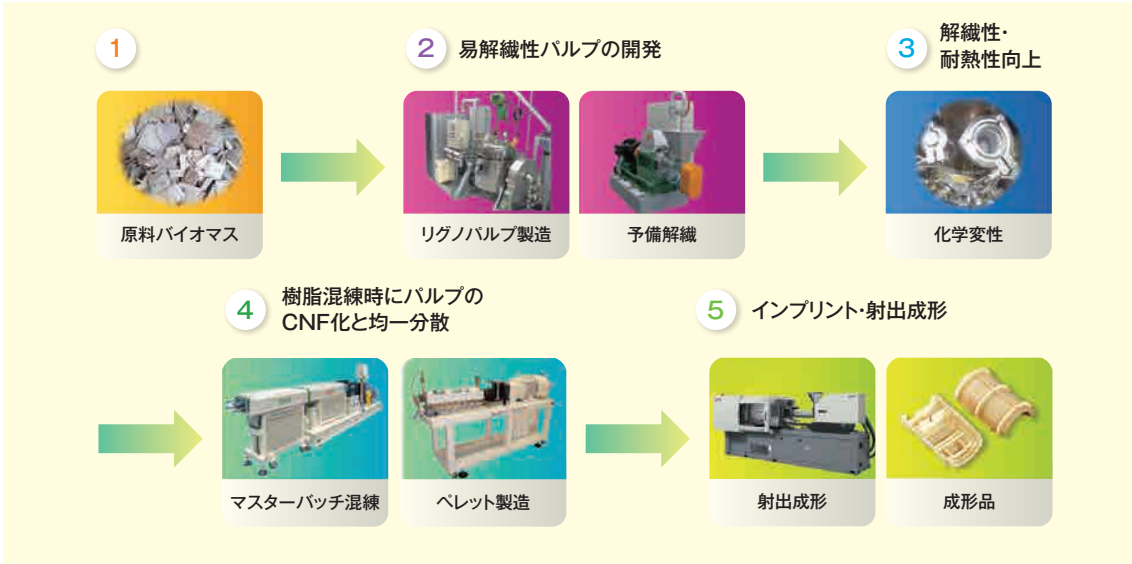 1
2 易解繊性パルプの開発
3 解繊性・
耐熱性向上
原料バイオマス
リグノパルプ製造
予備解繊
化学変性
4 樹脂混練時にパルプの
CNF化と均一分散
5 インプリント・射出成形
マスターバッチ混練
ペレット製造
射出成形
成形品